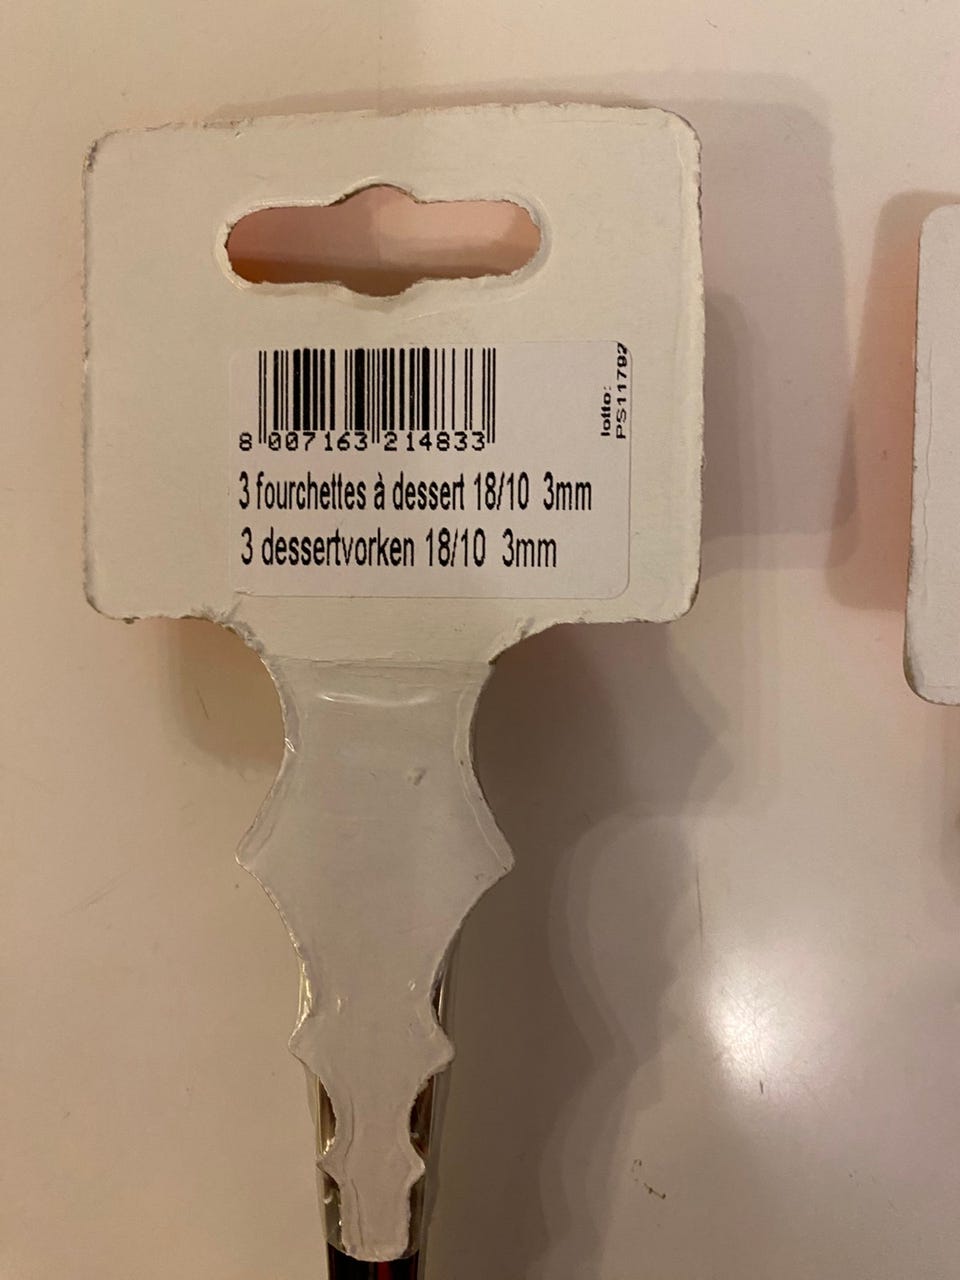 8 007163 214833
lotto:
PS11792
3 fourchettes à dessert 18/10 3mm
3 dessertvorken 18/10 3mm